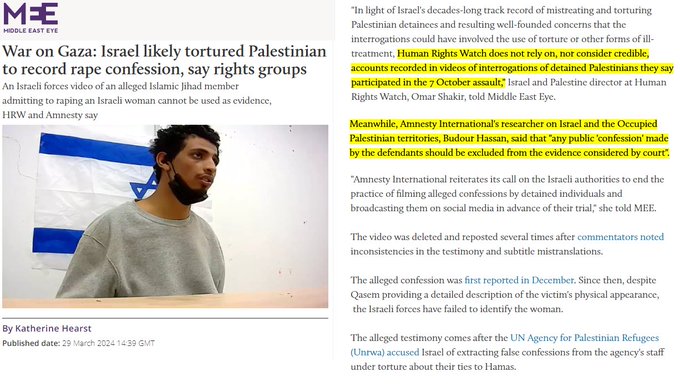 MEE
MIDDLE EAST EYE
War on Gaza: Israel likely tortured Palestinian
to record rape confession, say rights groups
An Israeli forces video of an alleged Islamic Jihad member
admitting to raping an Israeli woman cannot be used as evidence,
HRW and Amnesty say
By Katherine Hearst
Published date: 29 March 2024 14:39 GMT
"In light of Israel's decades-long track record of mistreating and torturing
Palestinian detainees and resulting well-founded concerns that the
interrogations could have involved the use of torture or other forms of ill-
treatment, Human Rights Watch does not rely on, nor consider credible,
accounts recorded in videos of interrogations of detained Palestinians they say
participated in the 7 October assault," Israel and Palestine director at Human
Rights Watch, Omar Shakir, told Middle East Eye.
Meanwhile, Amnesty International's researcher on Israel and the Occupied
Palestinian territories, Budour Hassan, said that "any public 'confession' made
by the defendants should be excluded from the evidence considered by court".
"Amnesty International reiterates its call on the Israeli authorities to end the
practice of filming alleged confessions by detained individuals and
broadcasting them on social media in advance of their trial," she told MEE.
The video was deleted and reposted several times after commentators noted
inconsistencies in the testimony and subtitle mistranslations.
The alleged confession was first reported in December. Since then, despite
Qasem providing a detailed description of the victim's physical appearance,
the Israeli forces have failed to identify the woman.
The alleged testimony comes after the UN Agency for Palestinian Refugees
(Unrwa) accused Israel of extracting false confessions from the agency's staff
under torture about their ties to Hamas.